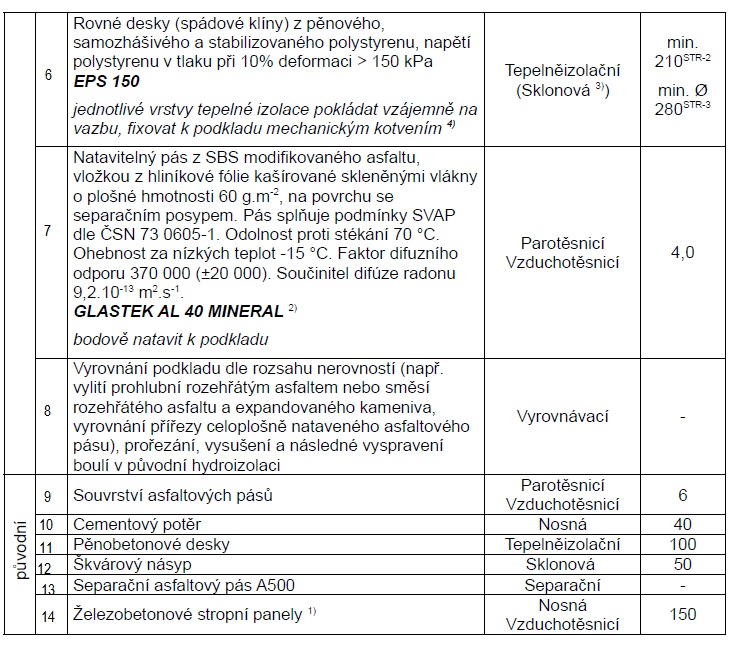 6
Rovné desky (spádové klíny) z pěnového,
samozhášivého a stabilizovaného polystyrenu, napětí
polystyrenu v tlaku při 10% deformaci > 150 kPa
EPS 150
jednotlivé vrstvy tepelné izolace pokládat vzájemně na
vazbu, fixovat k podkladu mechanickým kotvením ⁴⁾
Tepelněizolační
(Sklonová ³⁾)
min.
210STR-2
min. Ø
280STR-3
7
Natavitelný pás z SBS modifikovaného asfaltu,
vložkou z hliníkové fólie kašírované skleněnými vlákny
o plošné hmotnosti 60 g.m⁻², na povrchu se
separačním posypem. Pás splňuje podmínky SVAP
dle ČSN 73 0605-1. Odolnost proti stékání 70 °C.
Ohebnost za nízkých teplot -15 °C. Faktor difuzního
odporu 370 000 (±20 000). Součinitel difúze radonu
9,2.10⁻¹³ m².s⁻¹.
GLASTEK AL 40 MINERAL ²⁾
bodově natavit k podkladu
Parotěsnicí
Vzduchotěsnicí
4,0
8
Vyrovnání podkladu dle rozsahu nerovností (např.
vylití prohlubní rozehřátým asfaltem nebo směsí
rozehřátého asfaltu a expandovaného kameniva,
vyrovnání přířezy celoplošně nataveného asfaltového
pásu), prořezání, vysušení a následné vyspravení
boulí v původní hydroizolaci
Vyrovnávací
-
původní
9
Souvrství asfaltových pásů
Parotěsnicí
Vzduchotěsnicí
6
10
Cementový potěr
Nosná
40
11
Pěnobetonové desky
Tepelněizolační
100
12
Škvárový násyp
Sklonová
50
13
Separační asfaltový pás A500
Separační
-
14
Železobetonové stropní panely ¹⁾
Nosná
Vzduchotěsnicí
150